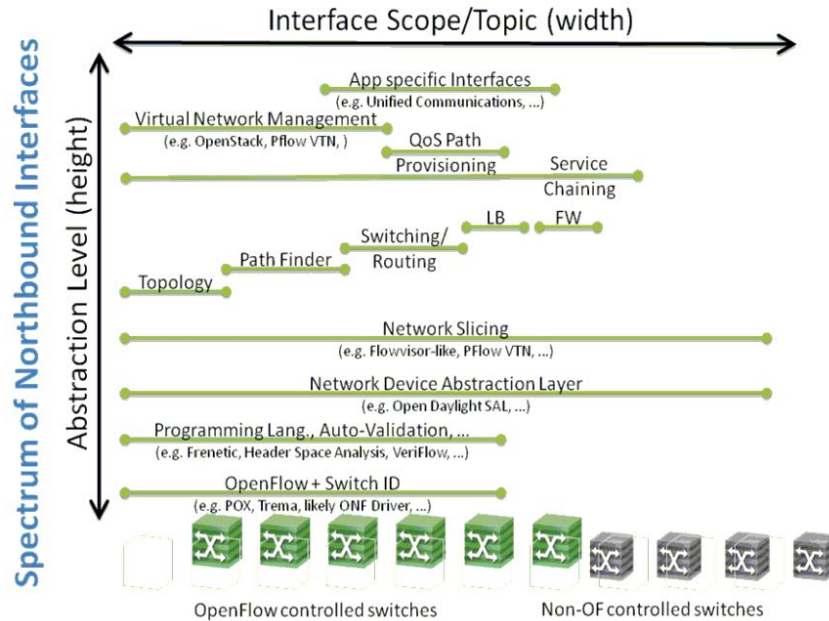 Interface Scope/Topic (width)
Spectrum of Northbound Interfaces
Abstraction Level (height)
App specific Interfaces
(e.g. Unified Communications, ...)
Virtual Network Management
(e.g. OpenStack, Pflow VTN, )
QoS Path
Provisioning
Service
Chaining
LB
FW
Switching/
Routing
Path Finder
Topology
Network Slicing
(e.g. Flowvisor-like, PFlow VTN, ...)
Network Device Abstraction Layer
(e.g. Open Daylight SAL, ...)
Programming Lang., Auto-Validation, ...
(e.g. Frenetic, Header Space Analysis, VeriFlow, ...)
OpenFlow + Switch ID
(e.g. POX, Trema, likely ONF Driver, ...)
OpenFlow controlled switches
Non-OF controlled switches